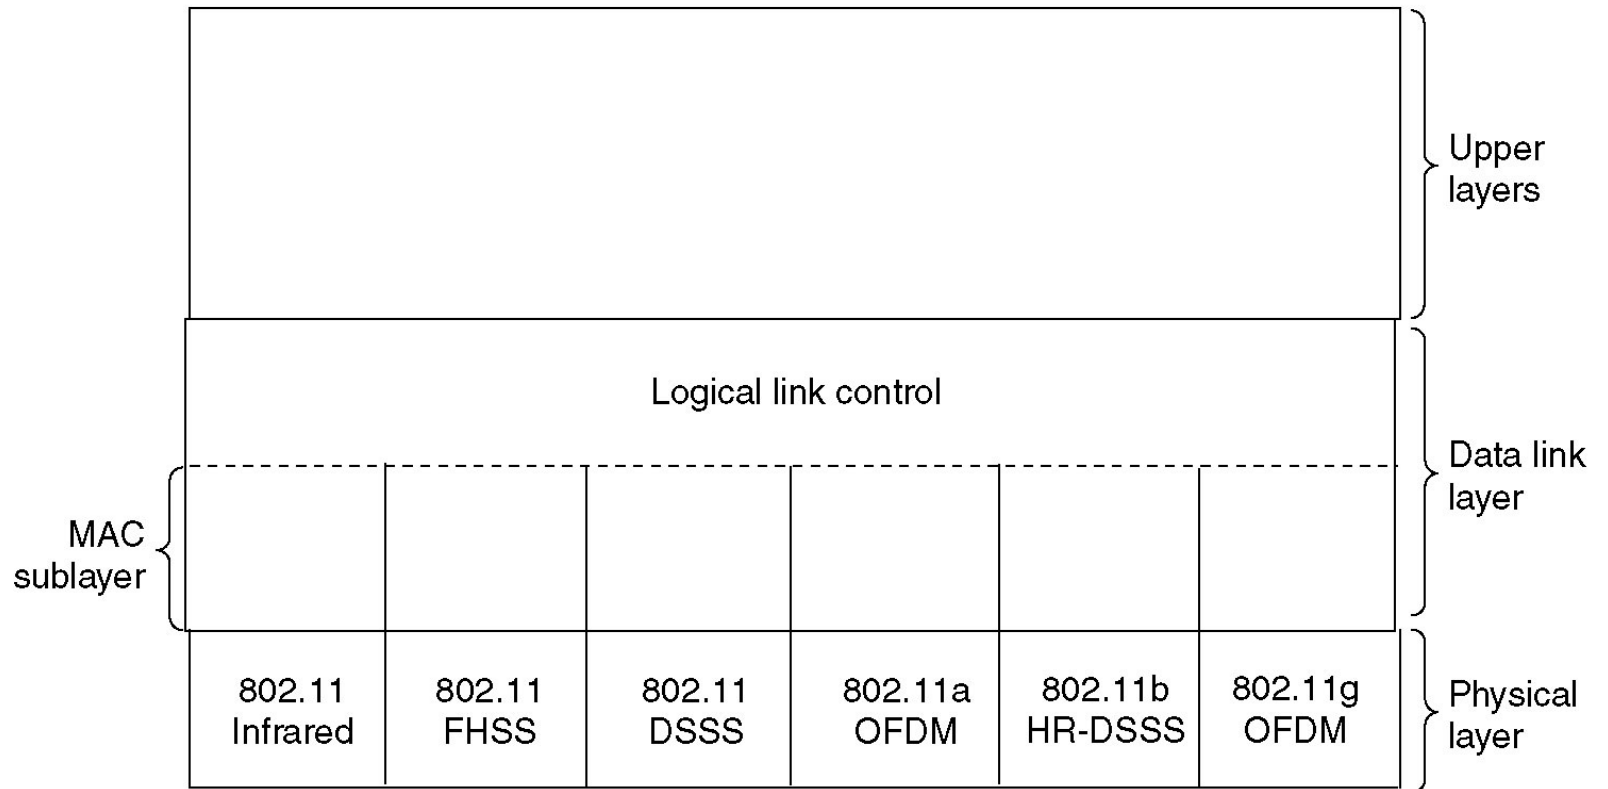 Upper
layers
Logical link control
Data link
layer
MAC
sublayer
802.11
Infrared
802.11
FHSS
802.11
DSSS
802.11a
OFDM
802.11b
HR-DSSS
802.11g
OFDM
Physical
layer